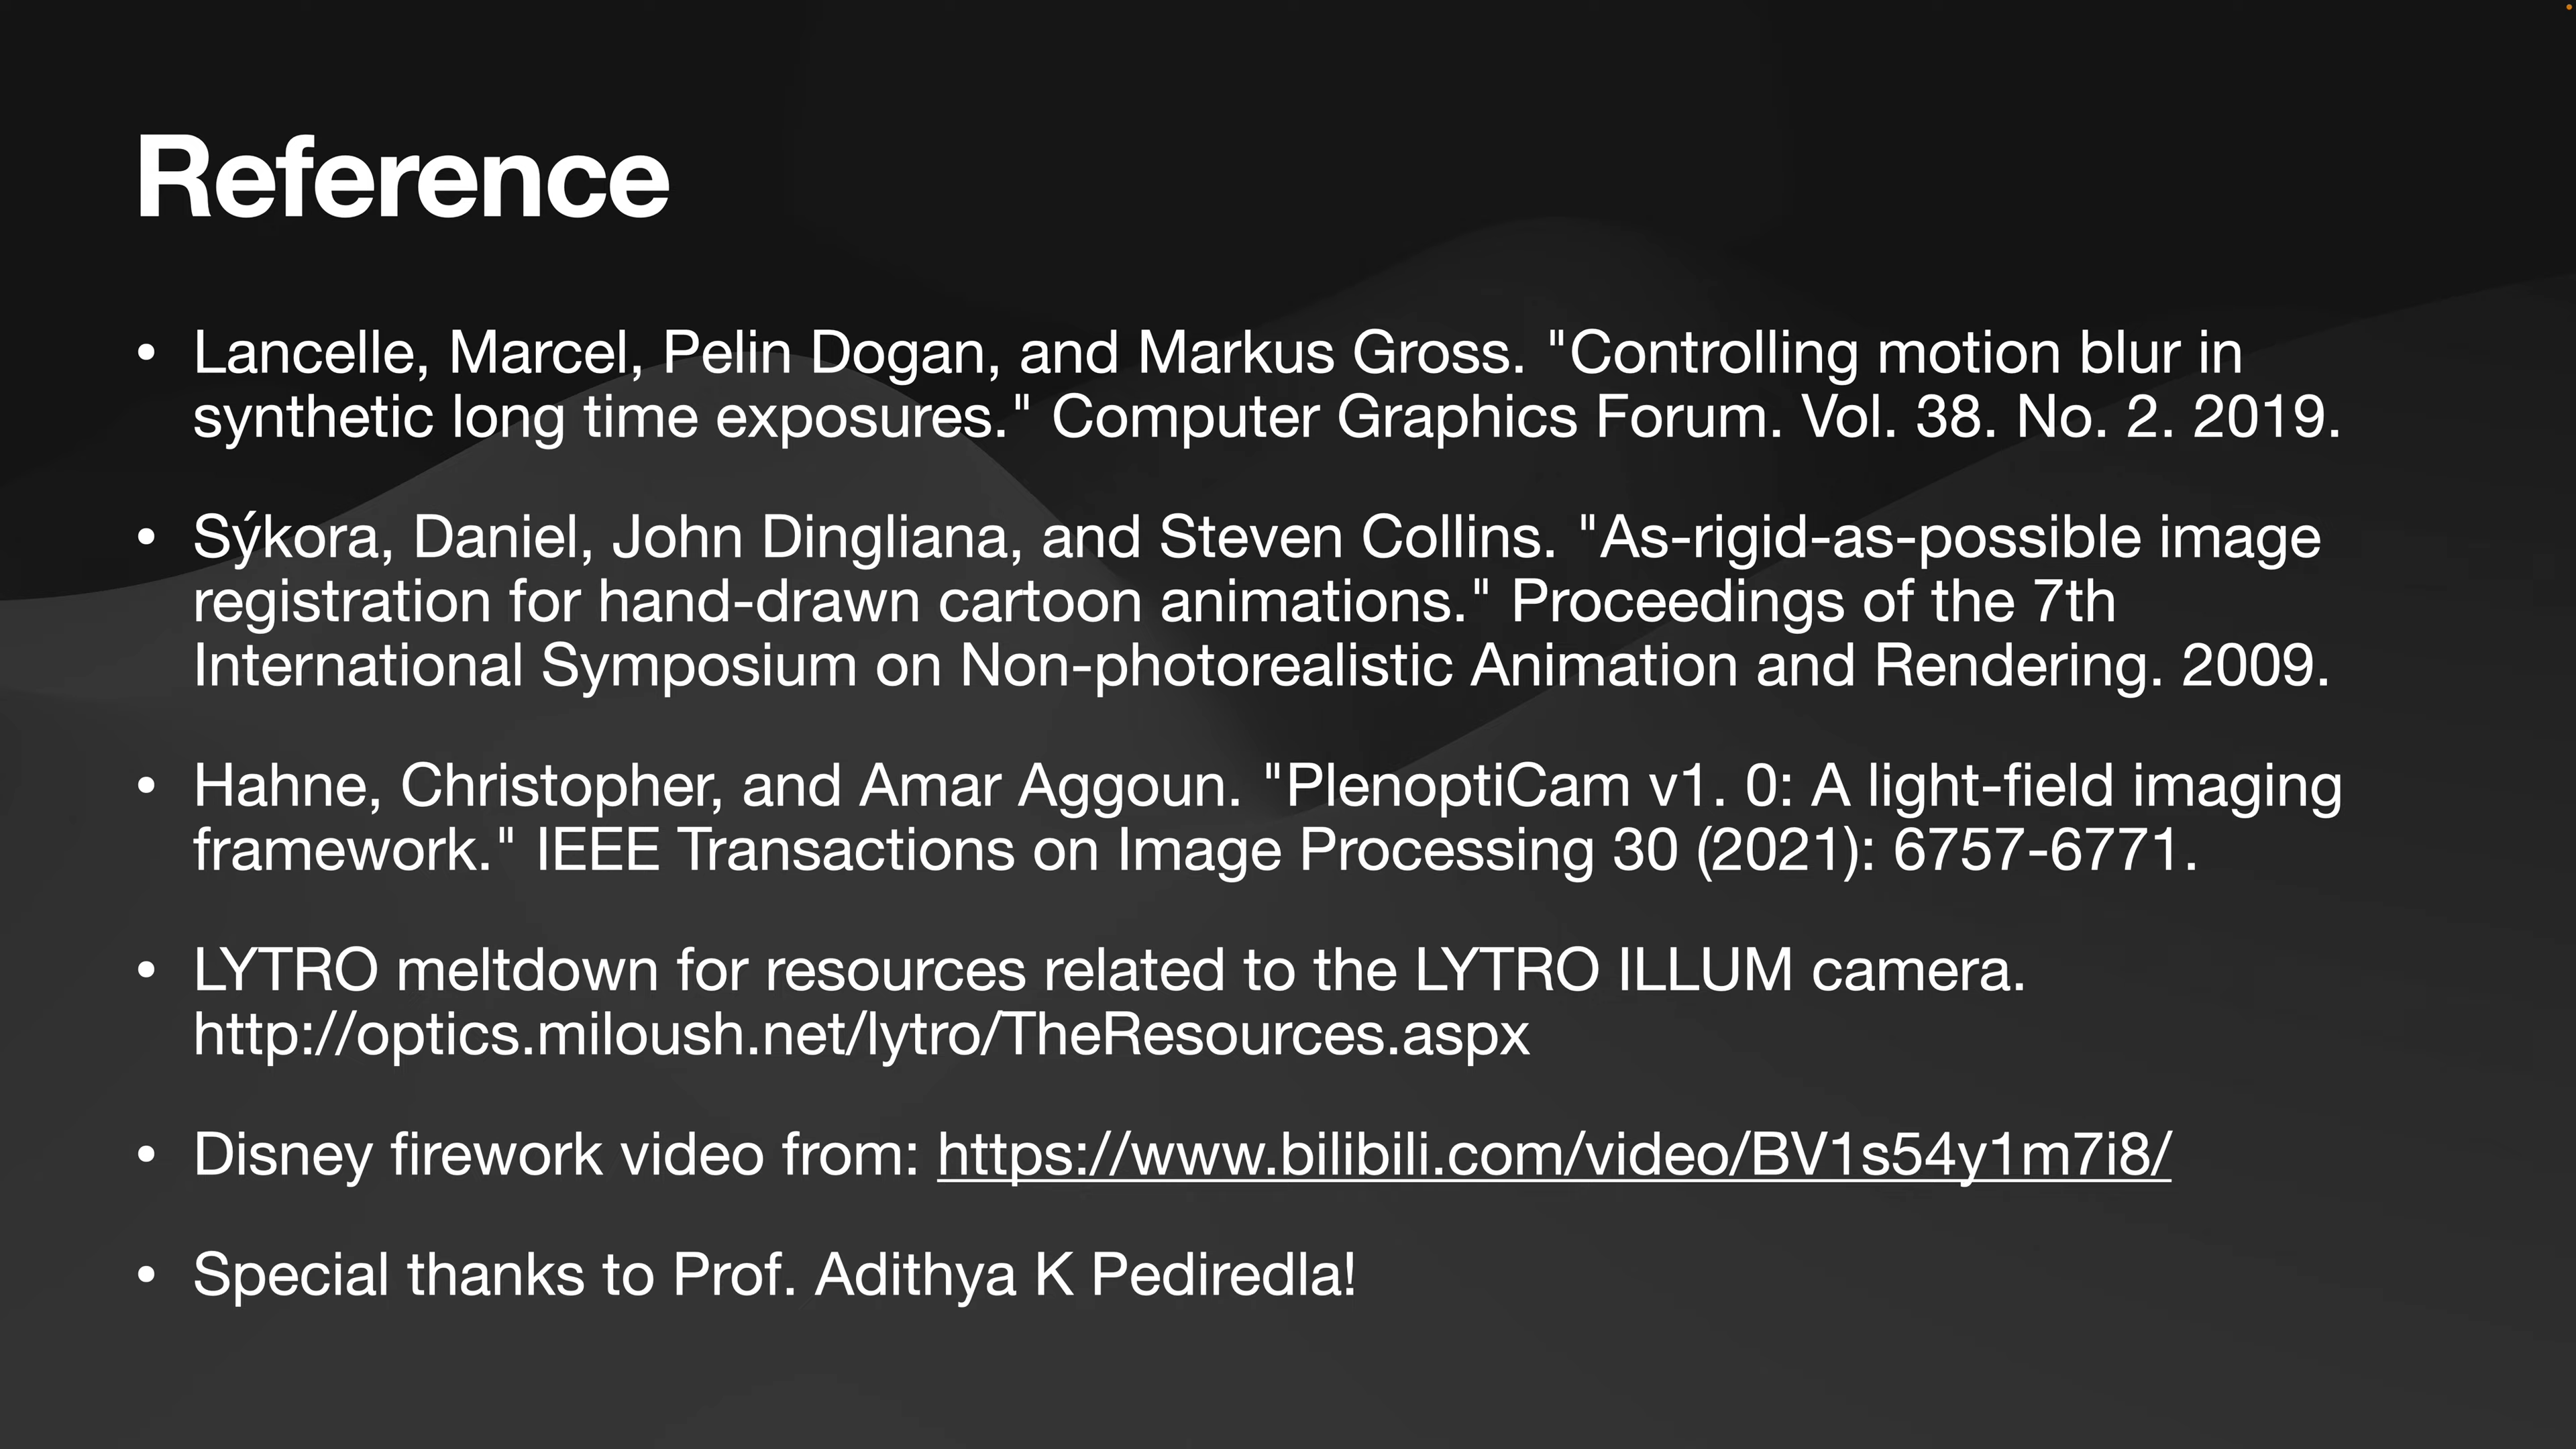 Reference
• Lancelle, Marcel, Pelin Dogan, and Markus Gross. "Controlling motion blur in
synthetic long time exposures." Computer Graphics Forum. Vol. 38. No. 2. 2019.
• Sýkora, Daniel, John Dingliana, and Steven Collins. "As-rigid-as-possible image
registration for hand-drawn cartoon animations." Proceedings of the 7th
International Symposium on Non-photorealistic Animation and Rendering. 2009.
• Hahne, Christopher, and Amar Aggoun. "PlenoptiCam v1. 0: A light-field imaging
framework." IEEE Transactions on Image Processing 30 (2021): 6757-6771.
• LYTRO meltdown for resources related to the LYTRO ILLUM camera.
http://optics.miloush.net/lytro/TheResources.aspx
• Disney firework video from: https://www.bilibili.com/video/BV1s54y1m7i8/
• Special thanks to Prof. Adithya K Pediredla!